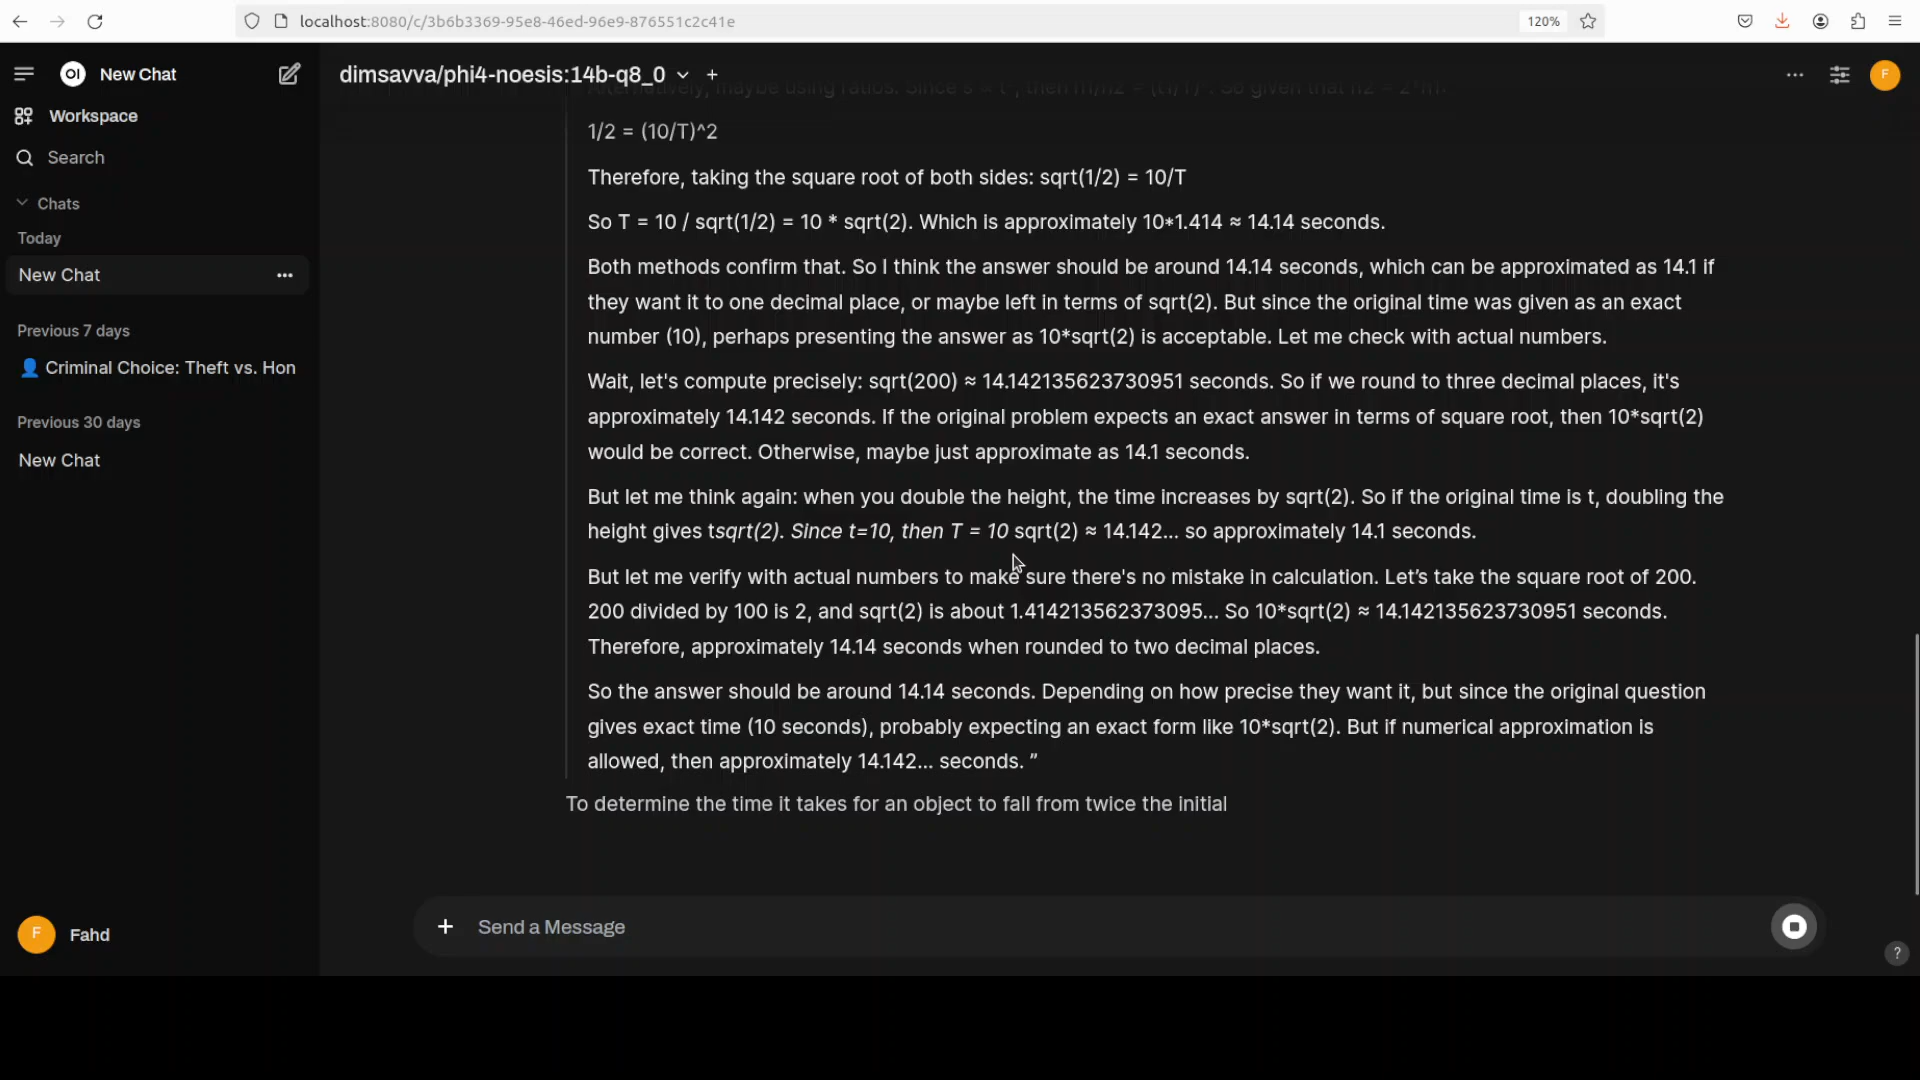 localhost:8080/c/3b6b3369-95e8-46ed-96e9-876551c2c41e
120%
OI
New Chat
dimsavva/phi4-noesis:14b-q8_0
F
Workspace
Search
Chats
Today
New Chat
Previous 7 days
Criminal Choice: Theft vs. Hon
Previous 30 days
New Chat
F
Fahd
1/2 = (10/T)^2
Therefore, taking the square root of both sides: sqrt(1/2) = 10/T
So T = 10 / sqrt(1/2) = 10 * sqrt(2). Which is approximately 10*1.414 ≈ 14.14 seconds.
Both methods confirm that. So I think the answer should be around 14.14 seconds, which can be approximated as 14.1 if
they want it to one decimal place, or maybe left in terms of sqrt(2). But since the original time was given as an exact
number (10), perhaps presenting the answer as 10*sqrt(2) is acceptable. Let me check with actual numbers.
Wait, let's compute precisely: sqrt(200) ≈ 14.142135623730951 seconds. So if we round to three decimal places, it's
approximately 14.142 seconds. If the original problem expects an exact answer in terms of square root, then 10*sqrt(2)
would be correct. Otherwise, maybe just approximate as 14.1 seconds.
But let me think again: when you double the height, the time increases by sqrt(2). So if the original time is t, doubling the
height gives tsqrt(2). Since t=10, then T = 10 sqrt(2) ≈ 14.142... so approximately 14.1 seconds.
But let me verify with actual numbers to make sure there's no mistake in calculation. Let’s take the square root of 200.
200 divided by 100 is 2, and sqrt(2) is about 1.414213562373095... So 10*sqrt(2) ≈ 14.142135623730951 seconds.
Therefore, approximately 14.14 seconds when rounded to two decimal places.
So the answer should be around 14.14 seconds. Depending on how precise they want it, but since the original question
gives exact time (10 seconds), probably expecting an exact form like 10*sqrt(2). But if numerical approximation is
allowed, then approximately 14.142... seconds. ”
To determine the time it takes for an object to fall from twice the initial
Send a Message
?